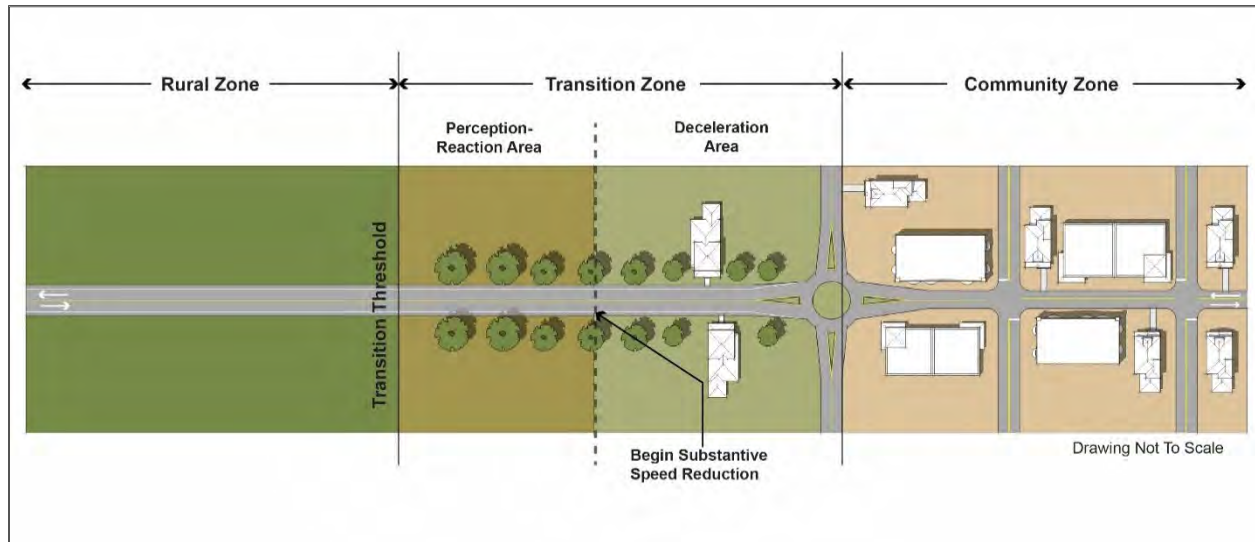 Rural Zone
Transition Zone
Community Zone
Perception-
Reaction Area
Deceleration
Area
Transition Threshold
Begin Substantive
Speed Reduction
Drawing Not To Scale